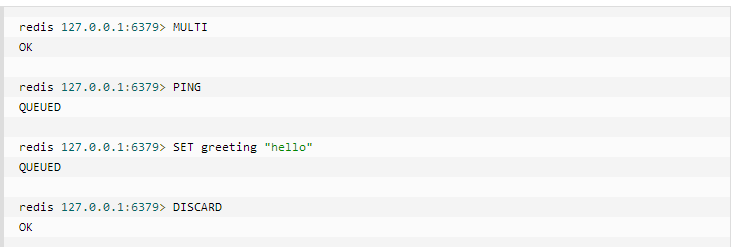 redis 127.0.0.1:6379> MULTI
OK
redis 127.0.0.1:6379> PING
QUEUED
redis 127.0.0.1:6379> SET greeting "hello"
QUEUED
redis 127.0.0.1:6379> DISCARD
OK